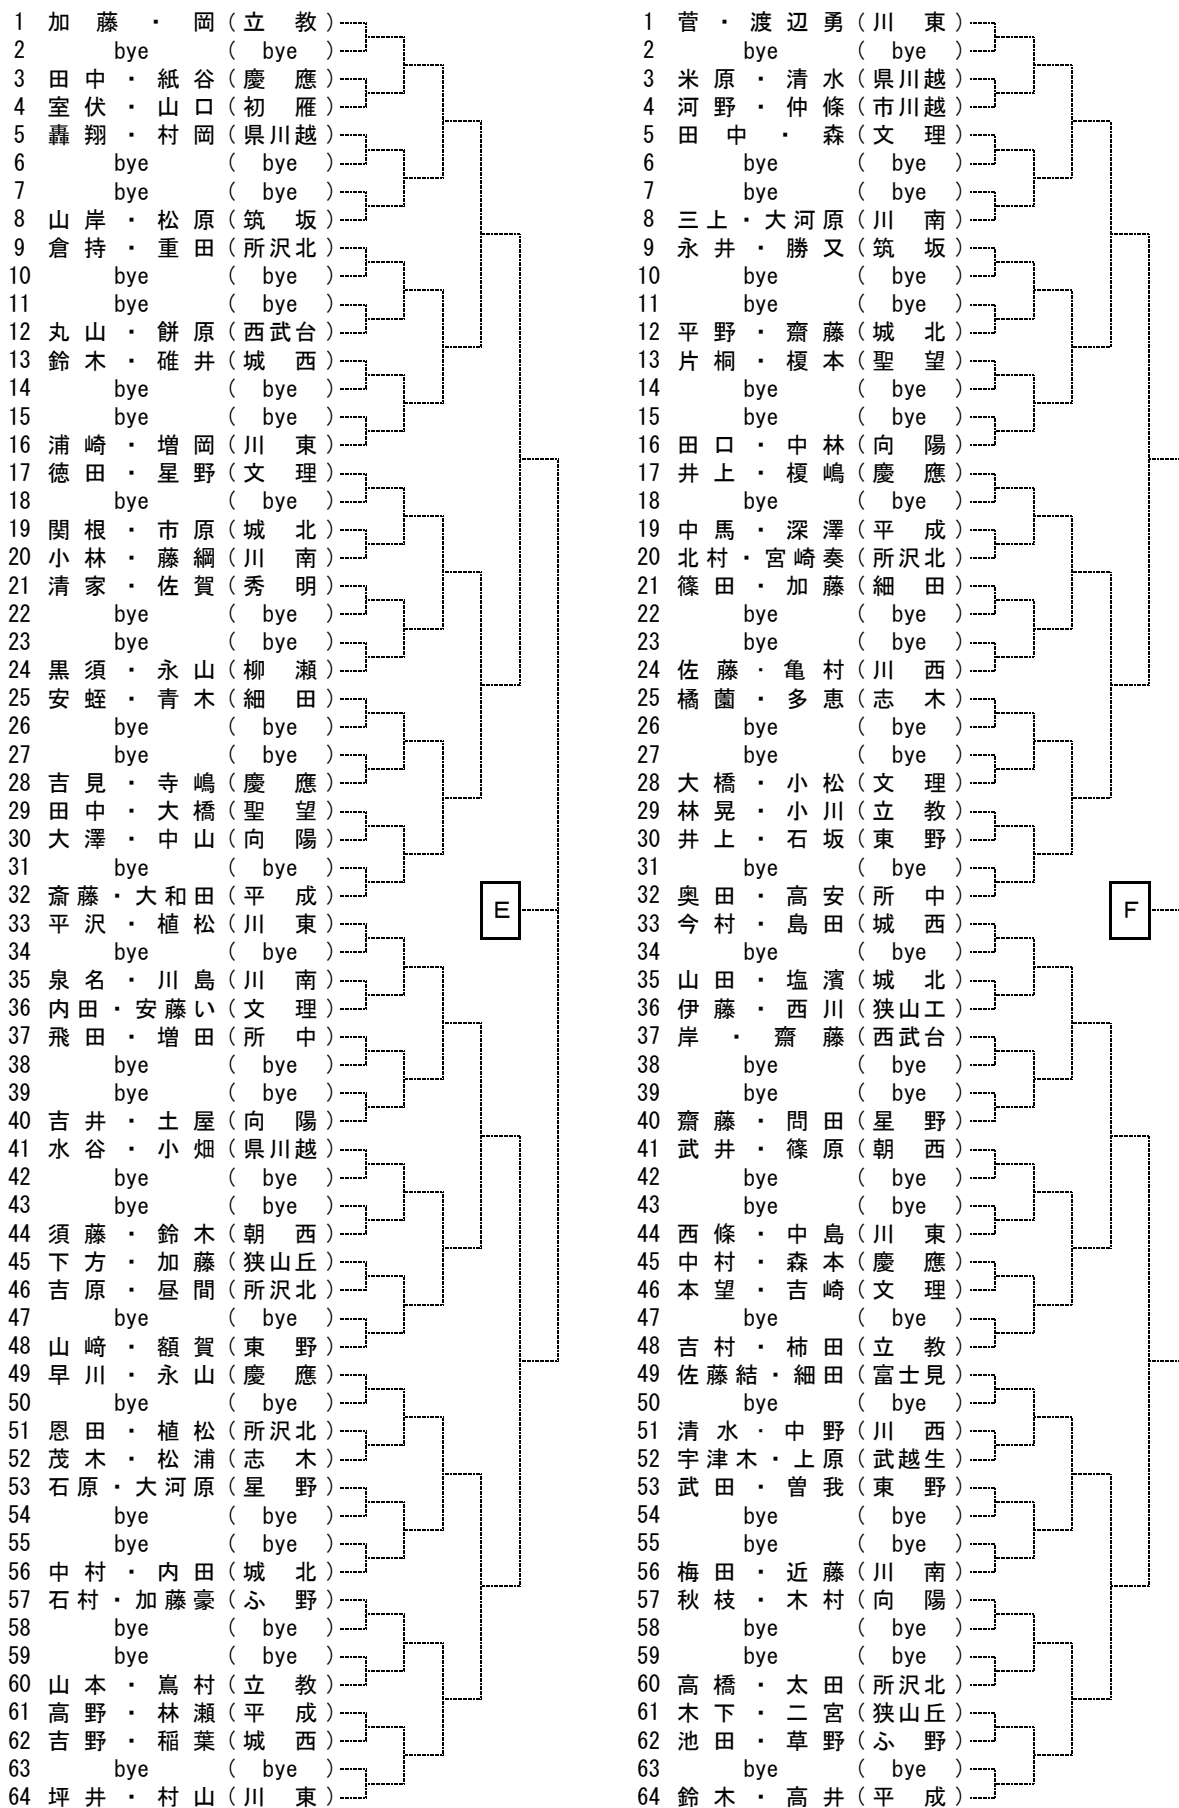 1 加藤・岡(立教)
2 bye(bye)
3 田中・紙谷(慶應)
4 室伏・山口(初雁)
5 轟翔・村岡(県川越)
6 bye(bye)
7 bye(bye)
8 山岸・松原(筑坂)
9 倉持・重田(所沢北)
10 bye(bye)
11 bye(bye)
12 丸山・餅原(西武台)
13 鈴木・碓井(城西)
14 bye(bye)
15 bye(bye)
16 浦崎・増岡(川東)
17 徳田・星野(文理)
18 bye(bye)
19 関根・市原(城北)
20 小林・藤綱(川南)
21 清家・佐賀(秀明)
22 bye(bye)
23 bye(bye)
24 黒須・永山(柳瀬)
25 安蛭・青木(細田)
26 bye(bye)
27 bye(bye)
28 吉見・寺嶋(慶應)
29 田中・大橋(聖望)
30 大澤・中山(向陽)
31 bye(bye)
32 斎藤・大和田(平成)
33 平沢・植松(川東)
34 bye(bye)
35 泉名・川島(川南)
36 内田・安藤い(文理)
37 飛田・増田(所中)
38 bye(bye)
39 bye(bye)
40 吉井・土屋(向陽)
41 水谷・小畑(県川越)
42 bye(bye)
43 bye(bye)
44 須藤・鈴木(朝西)
45 下方・加藤(狭山丘)
46 吉原・昼間(所沢北)
47 bye(bye)
48 山﨑・額賀(東野)
49 早川・永山(慶應)
50 bye(bye)
51 恩田・植松(所沢北)
52 茂木・松浦(志木)
53 石原・大河原(星野)
54 bye(bye)
55 bye(bye)
56 中村・内田(城北)
57 石村・加藤豪(ふ野)
58 bye(bye)
59 bye(bye)
60 山本・嶌村(立教)
61 高野・林瀬(平成)
62 吉野・稲葉(城西)
63 bye(bye)
64 坪井・村山(川東)
E
1 菅・渡辺勇(川東)
2 bye(bye)
3 米原・清水(県川越)
4 河野・仲條(市川越)
5 田中・森(文理)
6 bye(bye)
7 bye(bye)
8 三上・大河原(川南)
9 永井・勝又(筑坂)
10 bye(bye)
11 bye(bye)
12 平野・齋藤(城北)
13 片桐・榎本(聖望)
14 bye(bye)
15 bye(bye)
16 田口・中林(向陽)
17 井上・榎嶋(慶應)
18 bye(bye)
19 中馬・深澤(平成)
20 北村・宮崎奏(所沢北)
21 篠田・加藤(細田)
22 bye(bye)
23 bye(bye)
24 佐藤・亀村(川西)
25 橘薗・多恵(志木)
26 bye(bye)
27 bye(bye)
28 大橋・小松(文理)
29 林晃・小川(立教)
30 井上・石坂(東野)
31 bye(bye)
32 奥田・高安(所中)
33 今村・島田(城西)
34 bye(bye)
35 山田・塩濱(城北)
36 伊藤・西川(狭山工)
37 岸・齋藤(西武台)
38 bye(bye)
39 bye(bye)
40 齋藤・問田(星野)
41 武井・篠原(朝西)
42 bye(bye)
43 bye(bye)
44 西條・中島(川東)
45 中村・森本(慶應)
46 本望・吉崎(文理)
47 bye(bye)
48 吉村・柿田(立教)
49 佐藤結・細田(富士見)
50 bye(bye)
51 清水・中野(川西)
52 宇津木・上原(武越生)
53 武田・曽我(東野)
54 bye(bye)
55 bye(bye)
56 梅田・近藤(川南)
57 秋枝・木村(向陽)
58 bye(bye)
59 bye(bye)
60 高橋・太田(所沢北)
61 木下・二宮(狭山丘)
62 池田・草野(ふ野)
63 bye(bye)
64 鈴木・高井(平成)
F